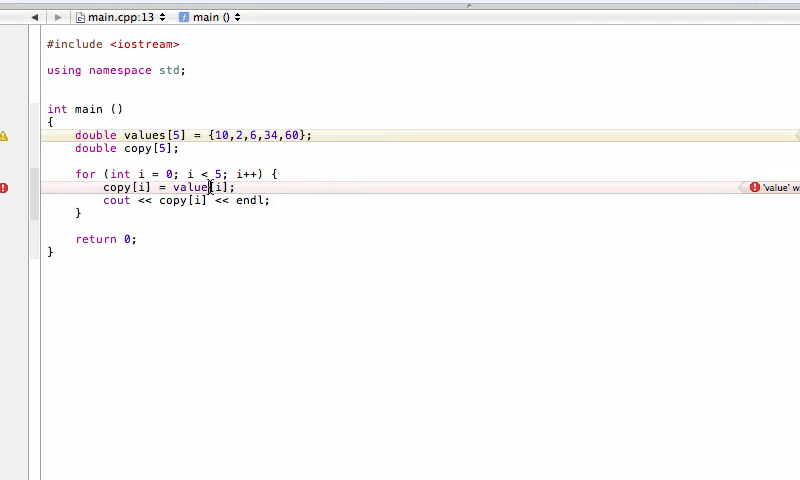 main.cpp:13 main ()
#include <iostream>
using namespace std;
int main ()
{
double values[5] = {10,2,6,34,60};
double copy[5];
for (int i = 0; i < 5; i++) {
copy[i] = value[i]; 'value' w
cout << copy[i] << endl;
}
return 0;
}